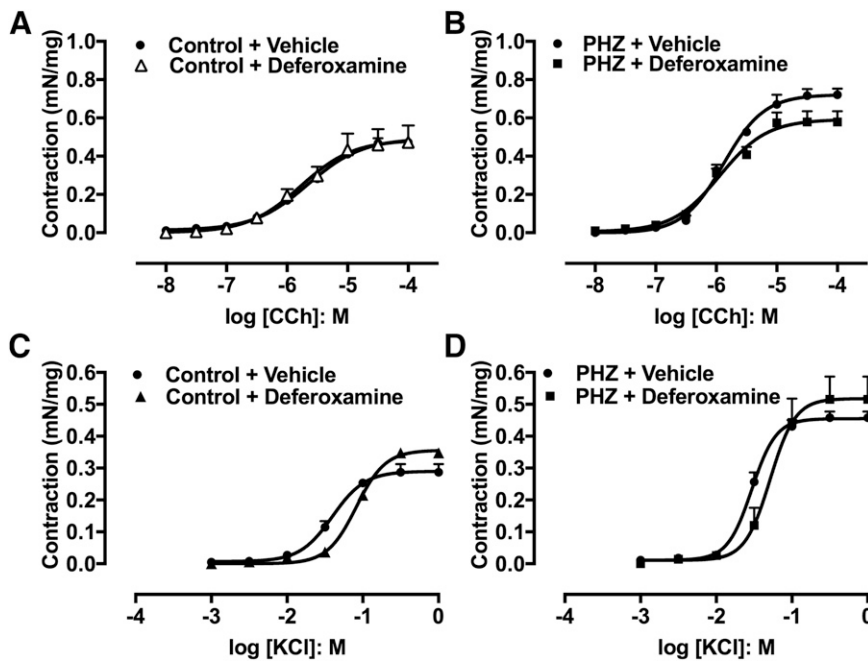 A
Control + Vehicle
Control + Deferoxamine
Contraction (mN/mg)
1.0
0.8
0.6
0.4
0.2
0.0
-8 -7 -6 -5 -4
log [CCh]: M
B
PHZ + Vehicle
PHZ + Deferoxamine
Contraction (mN/mg)
1.0
0.8
0.6
0.4
0.2
0.0
-8 -7 -6 -5 -4
log [CCh]: M
C
Control + Vehicle
Control + Deferoxamine
Contraction (mN/mg)
0.6
0.5
0.4
0.3
0.2
0.1
0.0
-4 -3 -2 -1 0
log [KCl]: M
D
PHZ + Vehicle
PHZ + Deferoxamine
Contraction (mN/mg)
0.6
0.5
0.4
0.3
0.2
0.1
0.0
-4 -3 -2 -1 0
log [KCl]: M